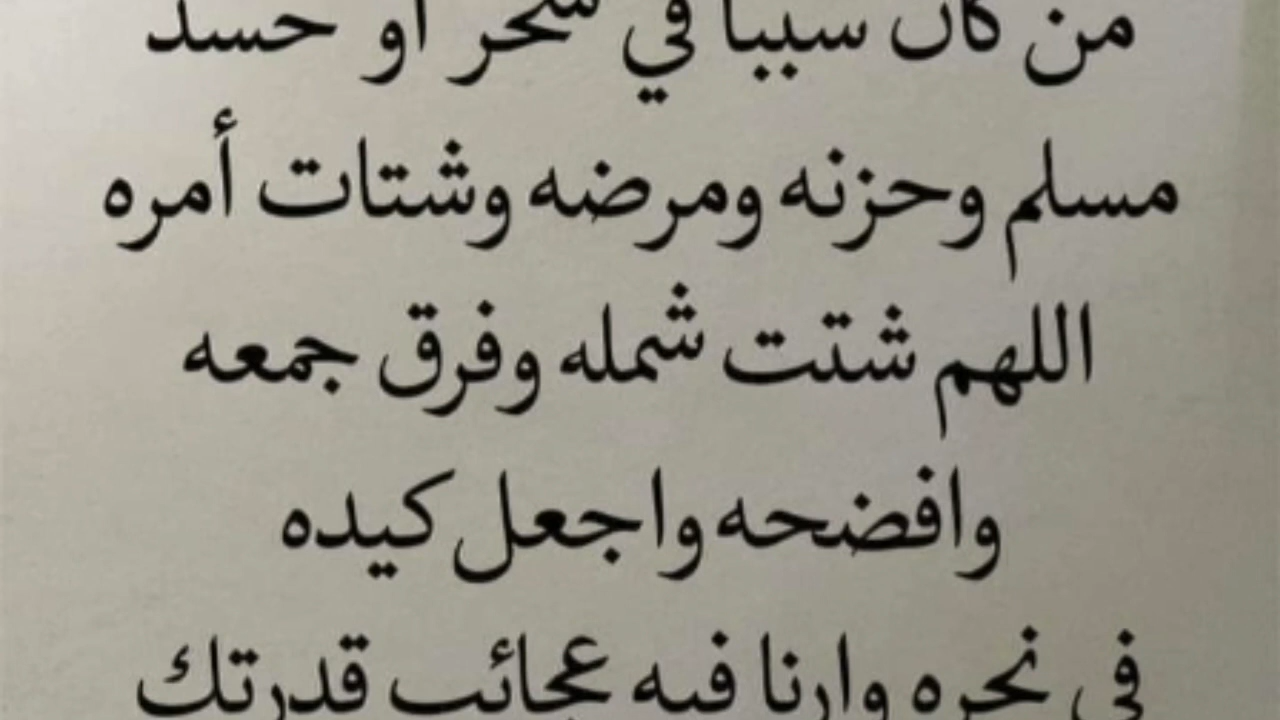 من كان سببا في سحر أو حسد
مسلم وحزنه ومرضه وشتات أمره
اللهم شتت شمله وفرق جمعه
وافضحه واجعل كيده
في نحره وارنا فيه عجائب قدرتك